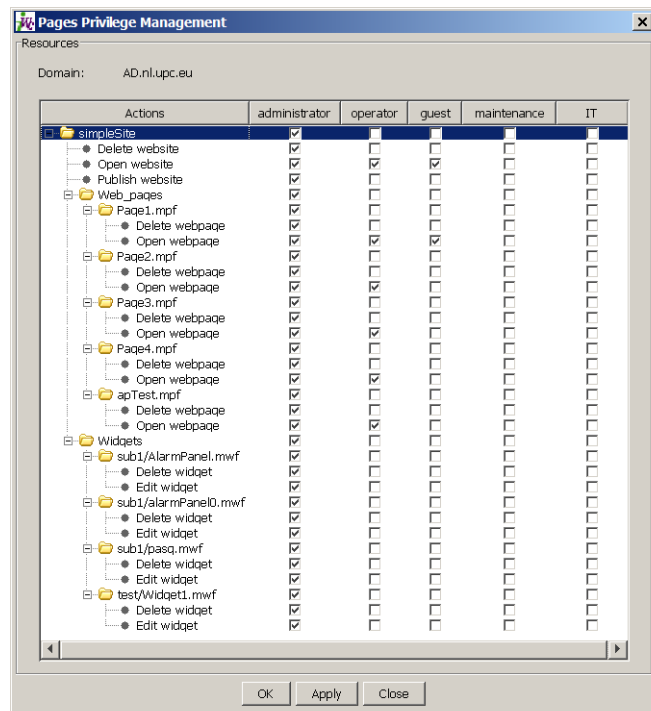 Pages Privilege Management
Resources
Domain: AD.nl.upc.eu
Actions administrator operator guest maintenance IT
simpleSite
Delete website
Open website
Publish website
Web_pages
Page1.mpf
Delete webpage
Open webpage
Page2.mpf
Delete webpage
Open webpage
Page3.mpf
Delete webpage
Open webpage
Page4.mpf
Delete webpage
Open webpage
apTest.mpf
Delete webpage
Open webpage
Widgets
sub1/AlarmPanel.mwf
Delete widget
Edit widget
sub1/alarmPanel0.mwf
Delete widget
Edit widget
sub1/pasq.mwf
Delete widget
Edit widget
test/Widget1.mwf
Delete widget
Edit widget
OK Apply Close